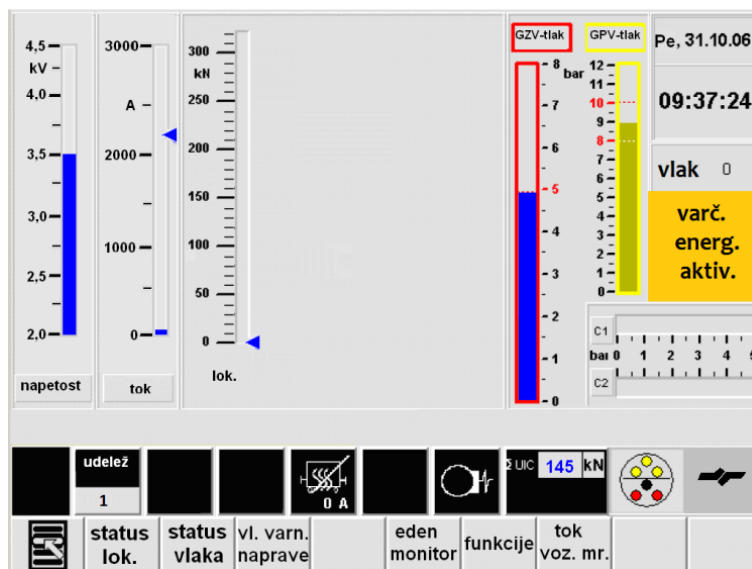 4,5
kV
4,0
3,5
3,0
2,5
2,0
napetost
3000
A
2000
1000
0
tok
300
kN
250
200
150
100
50
0
lok.
GZV-tlak
8
bar
7
6
5
4
3
2
1
0
GPV-tlak
12
11
10
9
8
7
6
5
4
3
2
1
0
Pe, 31.10.06
09:37:24
vlak 0
varč.
energ.
aktiv.
C1
bar 0 1 2 3 4 5
C2
udelež
1
0 A
Σ UIC 145 kN
status
lok.
status
vlaka
vl. varn.
naprave
eden
monitor
funkcije
tok
voz. mr.